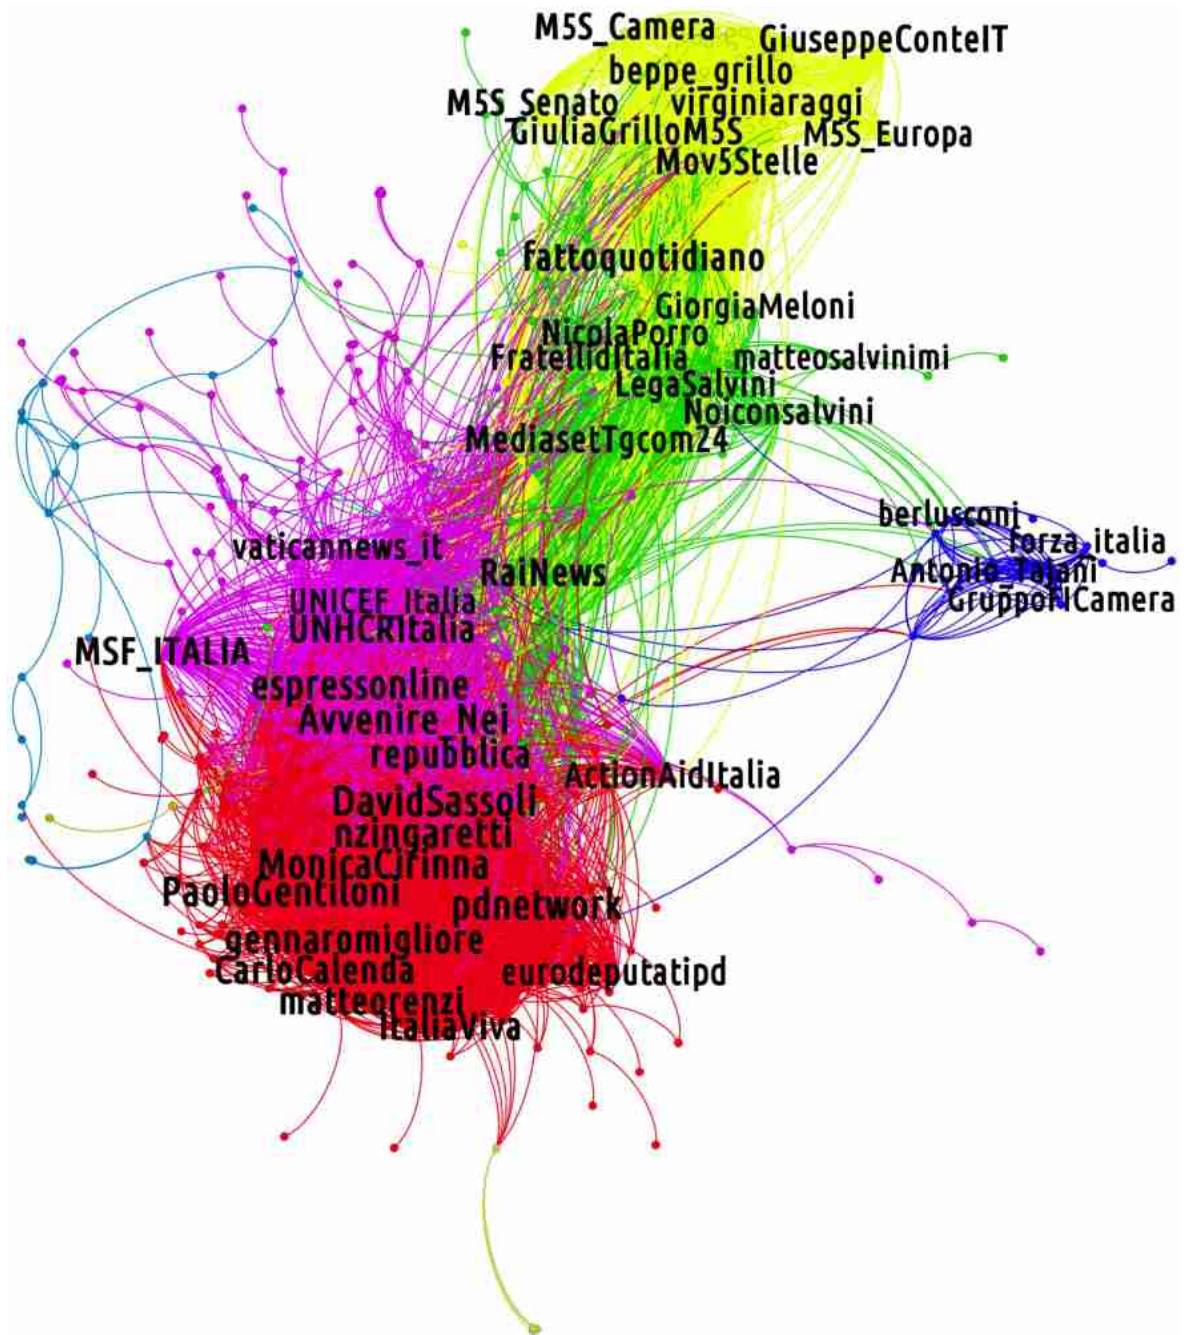 M5S_Camera
GiuseppeConteIT
beppe_grillo
M5S_Senato
virginiaraggi
GiuliaGrilloM5S
M5S_Europa
Mov5Stelle
fattoquotidiano
GiorgiaMeloni
NicolaPorro
FratellidItalia
matteosalvinimi
LegaSalvini
Noiconsalvini
MediasetTgcom24
berlusconi
forza_italia
vaticannews_it
RaiNews
Antonio_Tajani
GruppoFICamera
UNICEF_Italia
UNHCRItalia
MSF_ITALIA
espressonline
Avvenire_Nei
repubblica
ActionAidItalia
DavidSassoli
nzingaretti
MonicaCirinna
PaoloGentiloni
pdnetwork
gennaromigliore
CarloCalenda
eurodeputatipd
matteorenzi
ItaliaViva